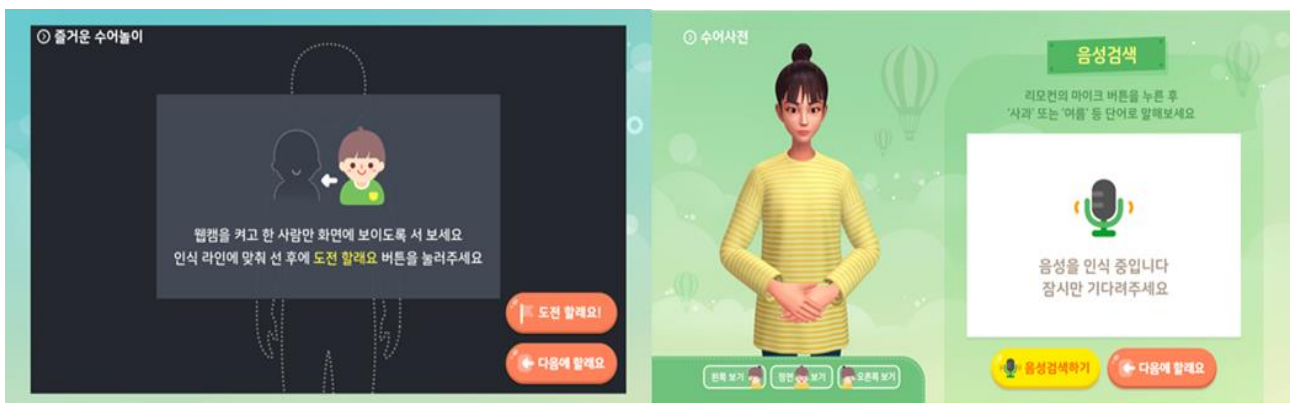 즐거운 수어놀이
웹캠을 켜고 한 사람만 화면에 보이도록 서 보세요
인식 라인에 맞춰 선 후에 도전 할래요 버튼을 눌러주세요
도전 할래요!
다음에 할래요
수어사전
음성검색
리모컨의 마이크 버튼을 누른 후
'사과' 또는 '여름' 등 단어로 말해보세요
음성을 인식 중입니다
잠시만 기다려주세요
음성검색하기
다음에 할래요
왼쪽 보기
정면 보기
오른쪽 보기